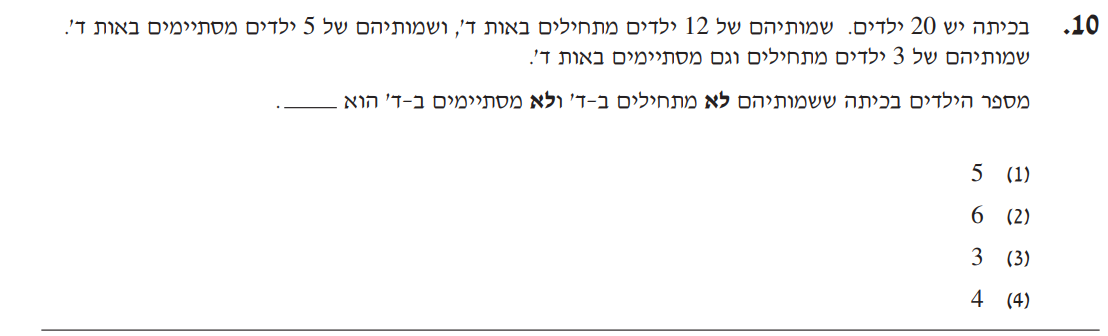 10. בכיתה יש 20 ילדים. שמותיהם של 12 ילדים מתחילים באות ד', ושמותיהם של 5 ילדים מסתיימים באות ד'.
שמותיהם של 3 ילדים מתחילים וגם מסתיימים באות ד'.
מספר הילדים בכיתה ששמותיהם לא מתחילים ב-ד' ולא מסתיימים ב-ד' הוא _____.
(1) 5
(2) 6
(3) 3
(4) 4